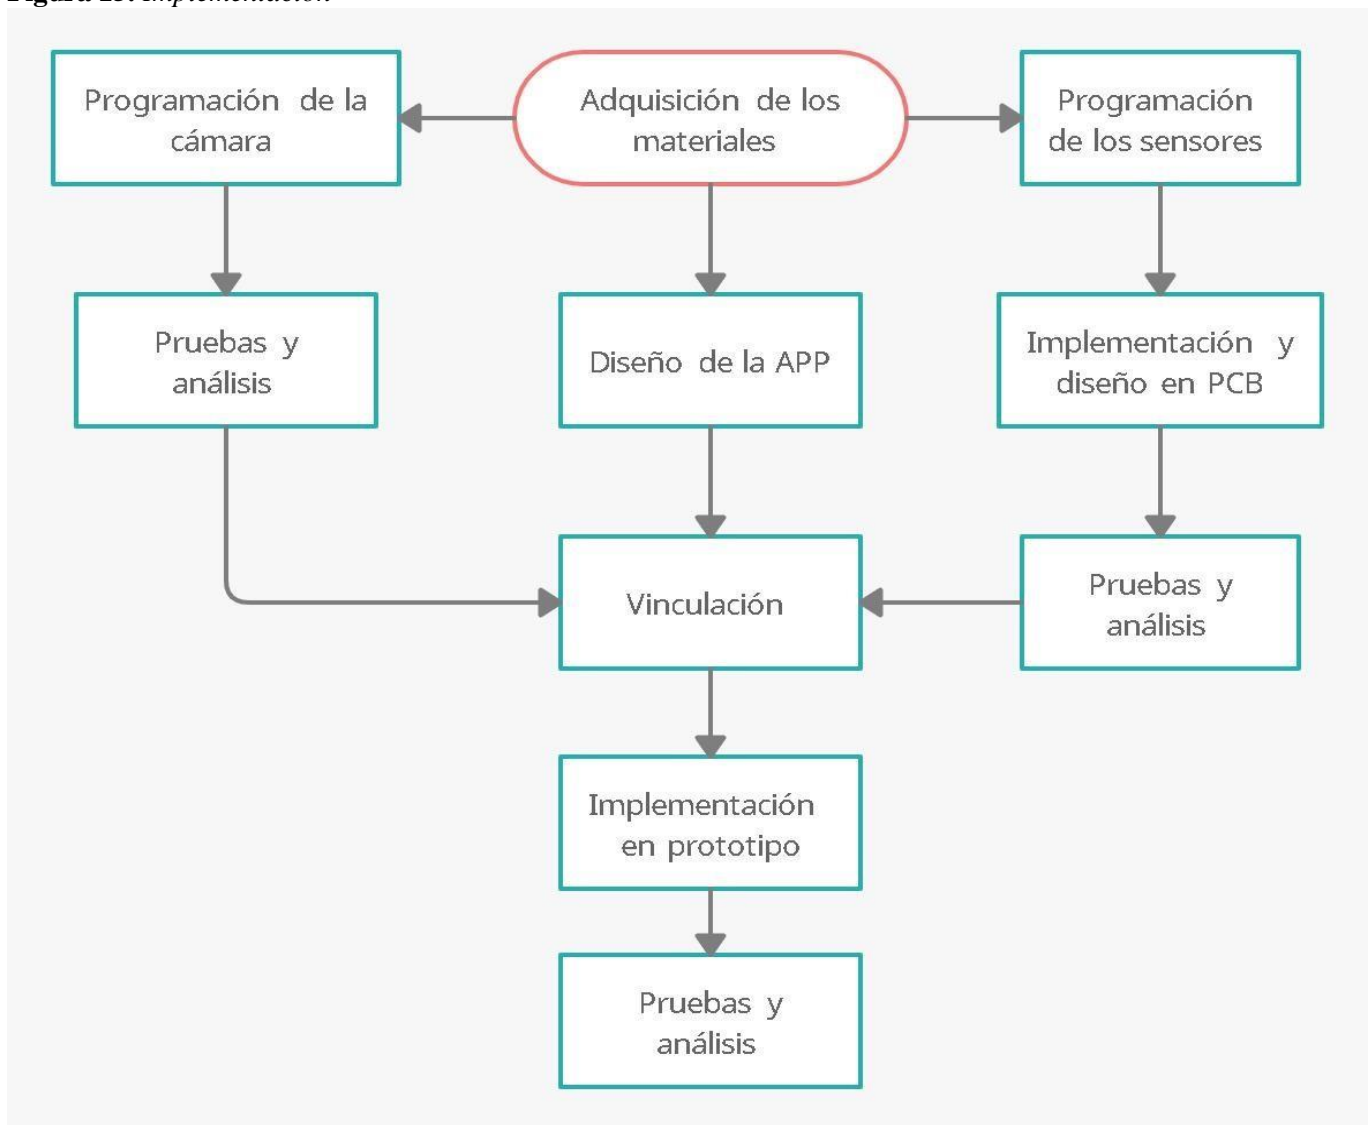 Programación de la
cámara
Adquisición de los
materiales
Programación
de los sensores
Pruebas y
análisis
Diseño de la APP
Implementación y
diseño en PCB
Vinculación
Pruebas y
análisis
Implementación
en prototipo
Pruebas y
análisis